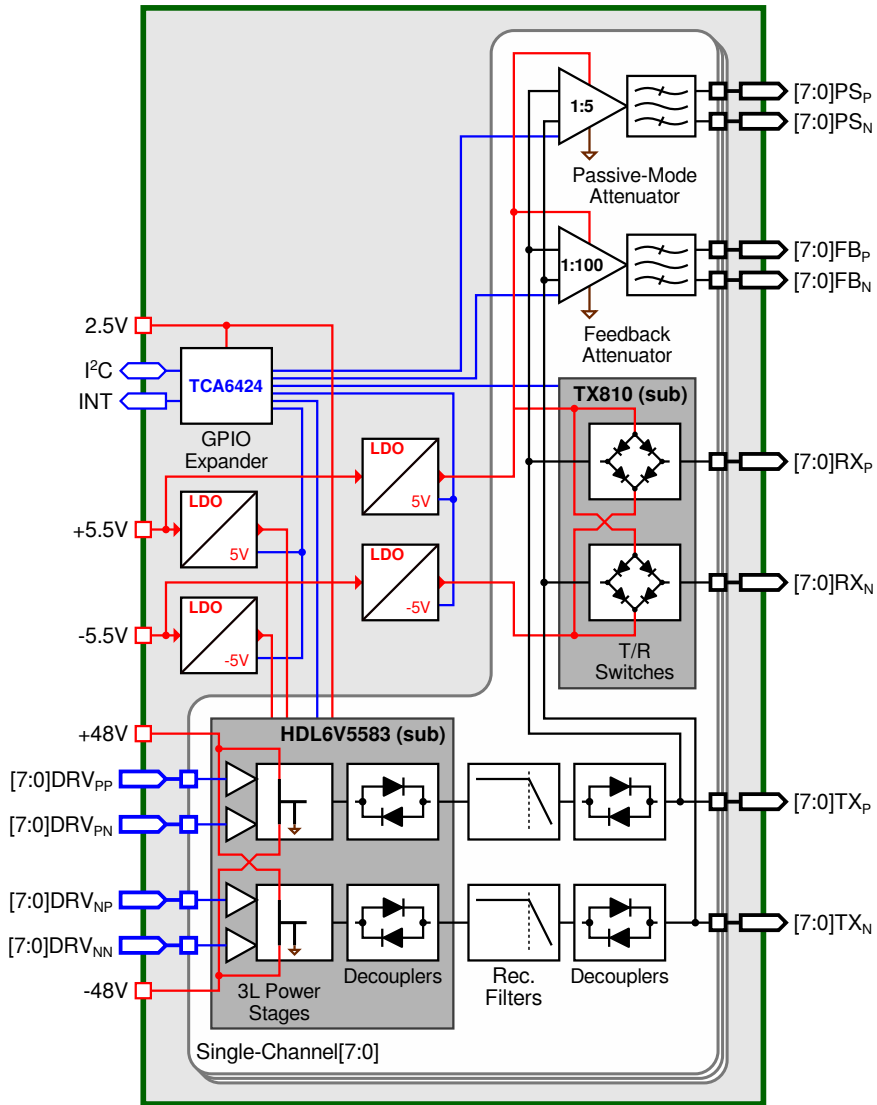 [7:0]PSP
1:5
[7:0]PSN
Passive-Mode
Attenuator
[7:0]FBP
1:100
[7:0]FBN
Feedback
Attenuator
2.5V
I²C
TCA6424
INT
GPIO
Expander
TX810 (sub)
LDO
5V
[7:0]RXP
+5.5V
LDO
5V
LDO
-5V
[7:0]RXN
-5.5V
LDO
-5V
T/R
Switches
+48V
HDL6V5583 (sub)
[7:0]DRVPP
[7:0]TXP
[7:0]DRVPN
[7:0]DRVNP
[7:0]TXN
[7:0]DRVNN
-48V
3L Power
Stages
Decouplers
Rec.
Filters
Decouplers
Single-Channel[7:0]